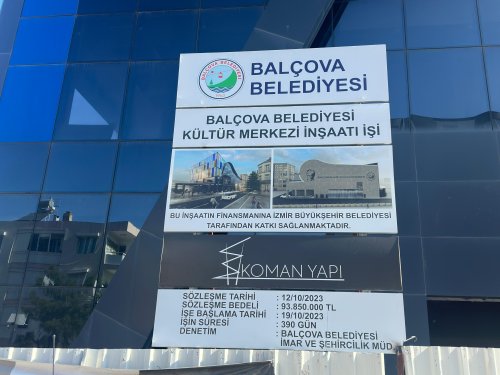 BALÇOVA
BELEDİYESİ
BALÇOVA BELEDİYESİ
KÜLTÜR MERKEZİ İNŞAATI İŞİ
BU İNŞAATIN FİNANSMANINA İZMİR BÜYÜKŞEHİR BELEDİYESİ
TARAFINDAN KATKI SAĞLANMAKTADIR.
KOMAN YAPI
SÖZLEŞME TARİHİ : 12/10/2023
SÖZLEŞME BEDELİ : 93.850.000 TL
İŞE BAŞLAMA TARİHİ : 19/10/2023
İŞİN SÜRESİ : 390 GÜN
DENETİM : BALÇOVA BELEDİYESİ
İMAR VE ŞEHİRCİLİK MÜD.